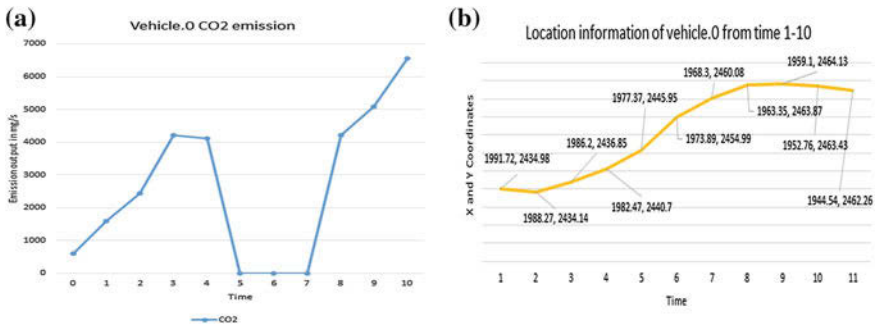 (a)
Vehicle.0 CO2 emission
Emission output in mg/s
7000
6000
5000
4000
3000
2000
1000
0
0 1 2 3 4 5 6 7 8 9 10
Time
CO2
(b)
Location information of vehicle.0 from time 1-10
X and Y Coordinates
1968.3, 2460.08
1959.1, 2464.13
1977.37, 2445.95
1963.35, 2463.87
1986.2, 2436.85
1973.89, 2454.99
1952.76, 2463.43
1991.72, 2434.98
1982.47, 2440.7
1944.54, 2462.26
1988.27, 2434.14
1 2 3 4 5 6 7 8 9 10 11
Time